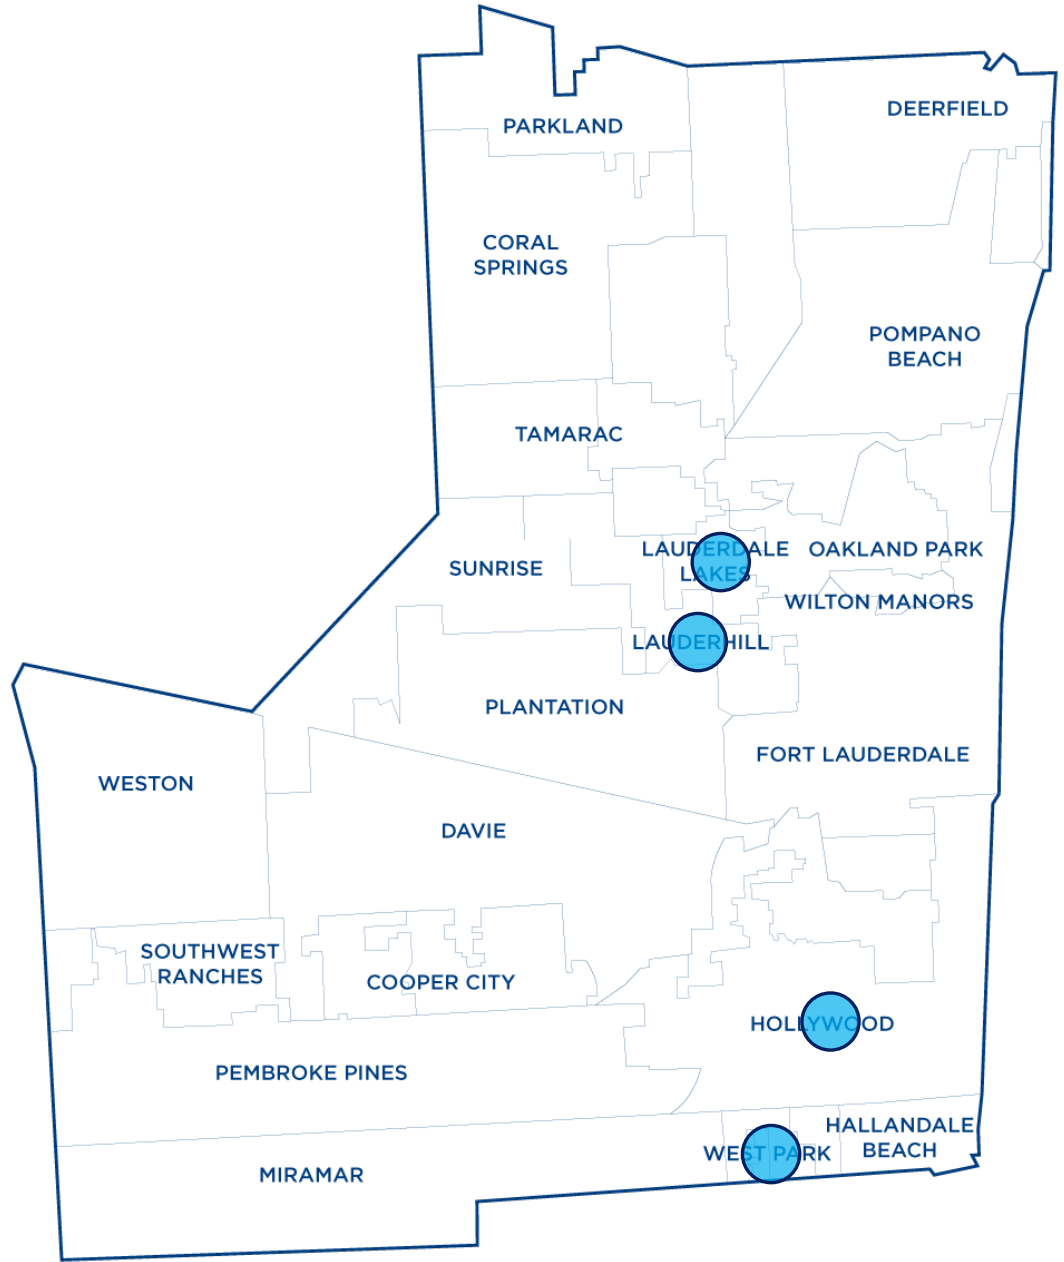 DEERFIELD
PARKLAND
CORAL
SPRINGS
POMPANO
BEACH
TAMARAC
LAUDERDALE
LAKES
OAKLAND PARK
SUNRISE
WILTON MANORS
LAUDERHILL
PLANTATION
FORT LAUDERDALE
WESTON
DAVIE
SOUTHWEST
RANCHES
COOPER CITY
HOLLYWOOD
PEMBROKE PINES
HALLANDALE
BEACH
WEST PARK
MIRAMAR